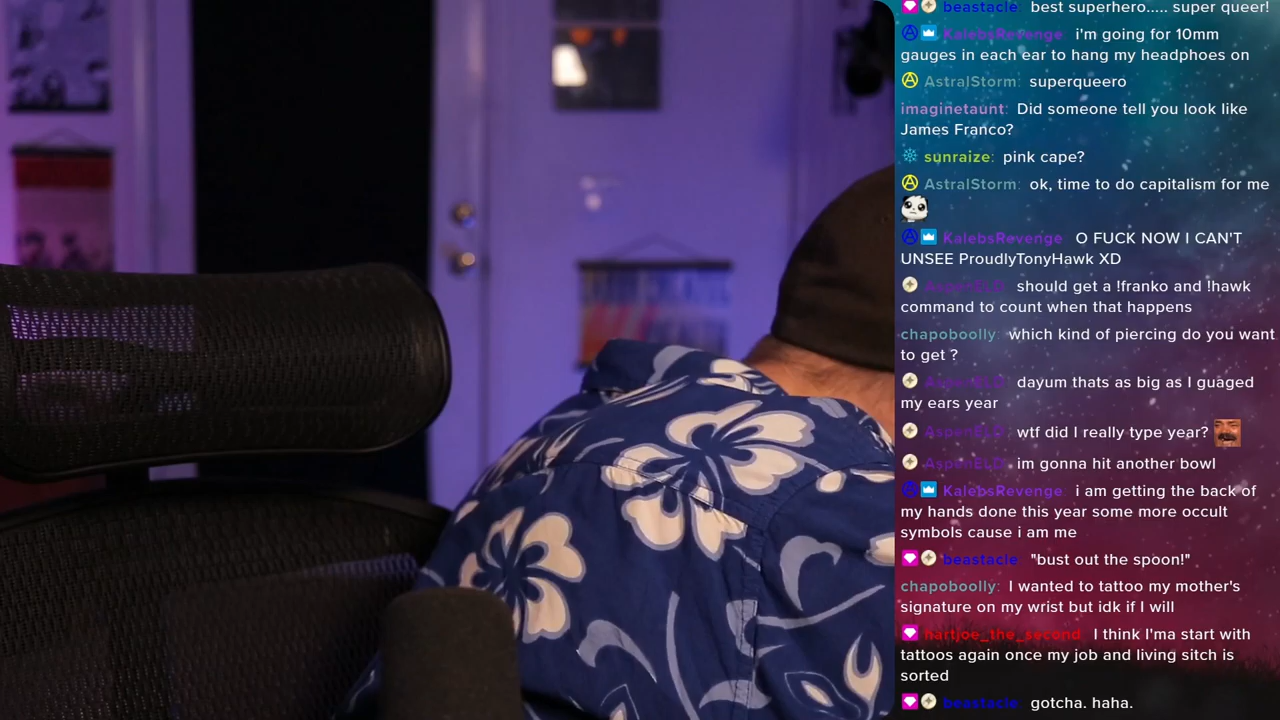 beastacle: best superhero..... super queer!
KalebsRevenge i'm going for 10mm
gauges in each ear to hang my headphoes on
AstralStorm: superqueero
imaginetaunt: Did someone tell you look like
James Franco?
sunraize: pink cape?
AstralStorm: ok, time to do capitalism for me
KalebsRevenge O FUCK NOW I CAN'T
UNSEE ProudlyTonyHawk XD
AspenELD: should get a !franko and !hawk
command to count when that happens
chapoboolly: which kind of piercing do you want
to get ?
AspenELD: dayum thats as big as I guaged
my ears year
AspenELD: wtf did I really type year?
AspenELD: im gonna hit another bowl
KalebsRevenge i am getting the back of
my hands done this year some more occult
symbols cause i am me
beastacle: "bust out the spoon!"
chapoboolly: I wanted to tattoo my mother's
signature on my wrist but idk if I will
hartjoe_the_second: I think I'ma start with
tattoos again once my job and living sitch is
sorted
beastacle: gotcha. haha.